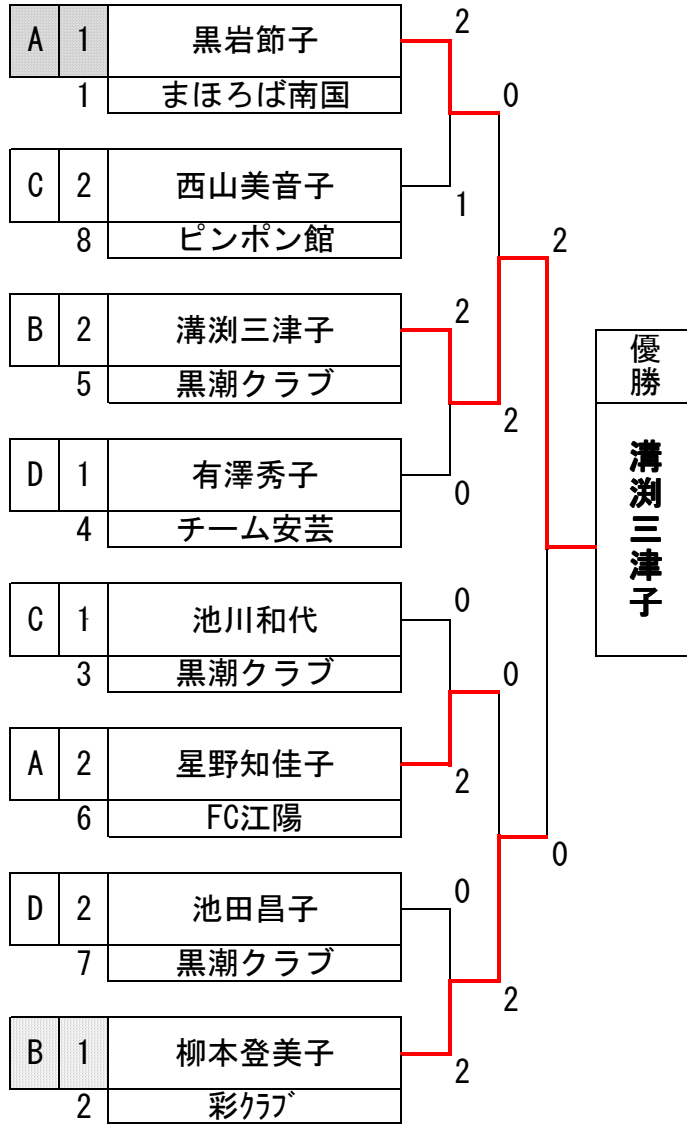 A 1 黒岩節子 2
1 まほろば南国 0
C 2 西山美音子 1
8 ピンポン館 2
B 2 溝渕三津子 2
5 黒潮クラブ 2
D 1 有澤秀子 0
4 チーム安芸
優勝
溝渕三津子
C 1 池川和代 0
3 黒潮クラブ 0
A 2 星野知佳子 2
6 FC江陽 0
D 2 池田昌子 0
7 黒潮クラブ 2
B 1 柳本登美子 2
2 彩ｸﾗﾌﾞ